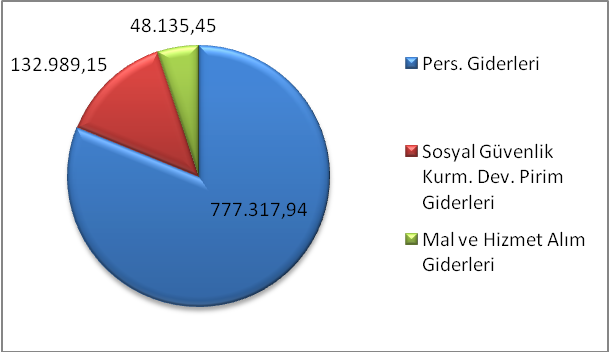 48.135,45
132.989,15
777.317,94
Pers. Giderleri
Sosyal Güvenlik
Kurm. Dev. Pirim
Giderleri
Mal ve Hizmet Alım
Giderleri